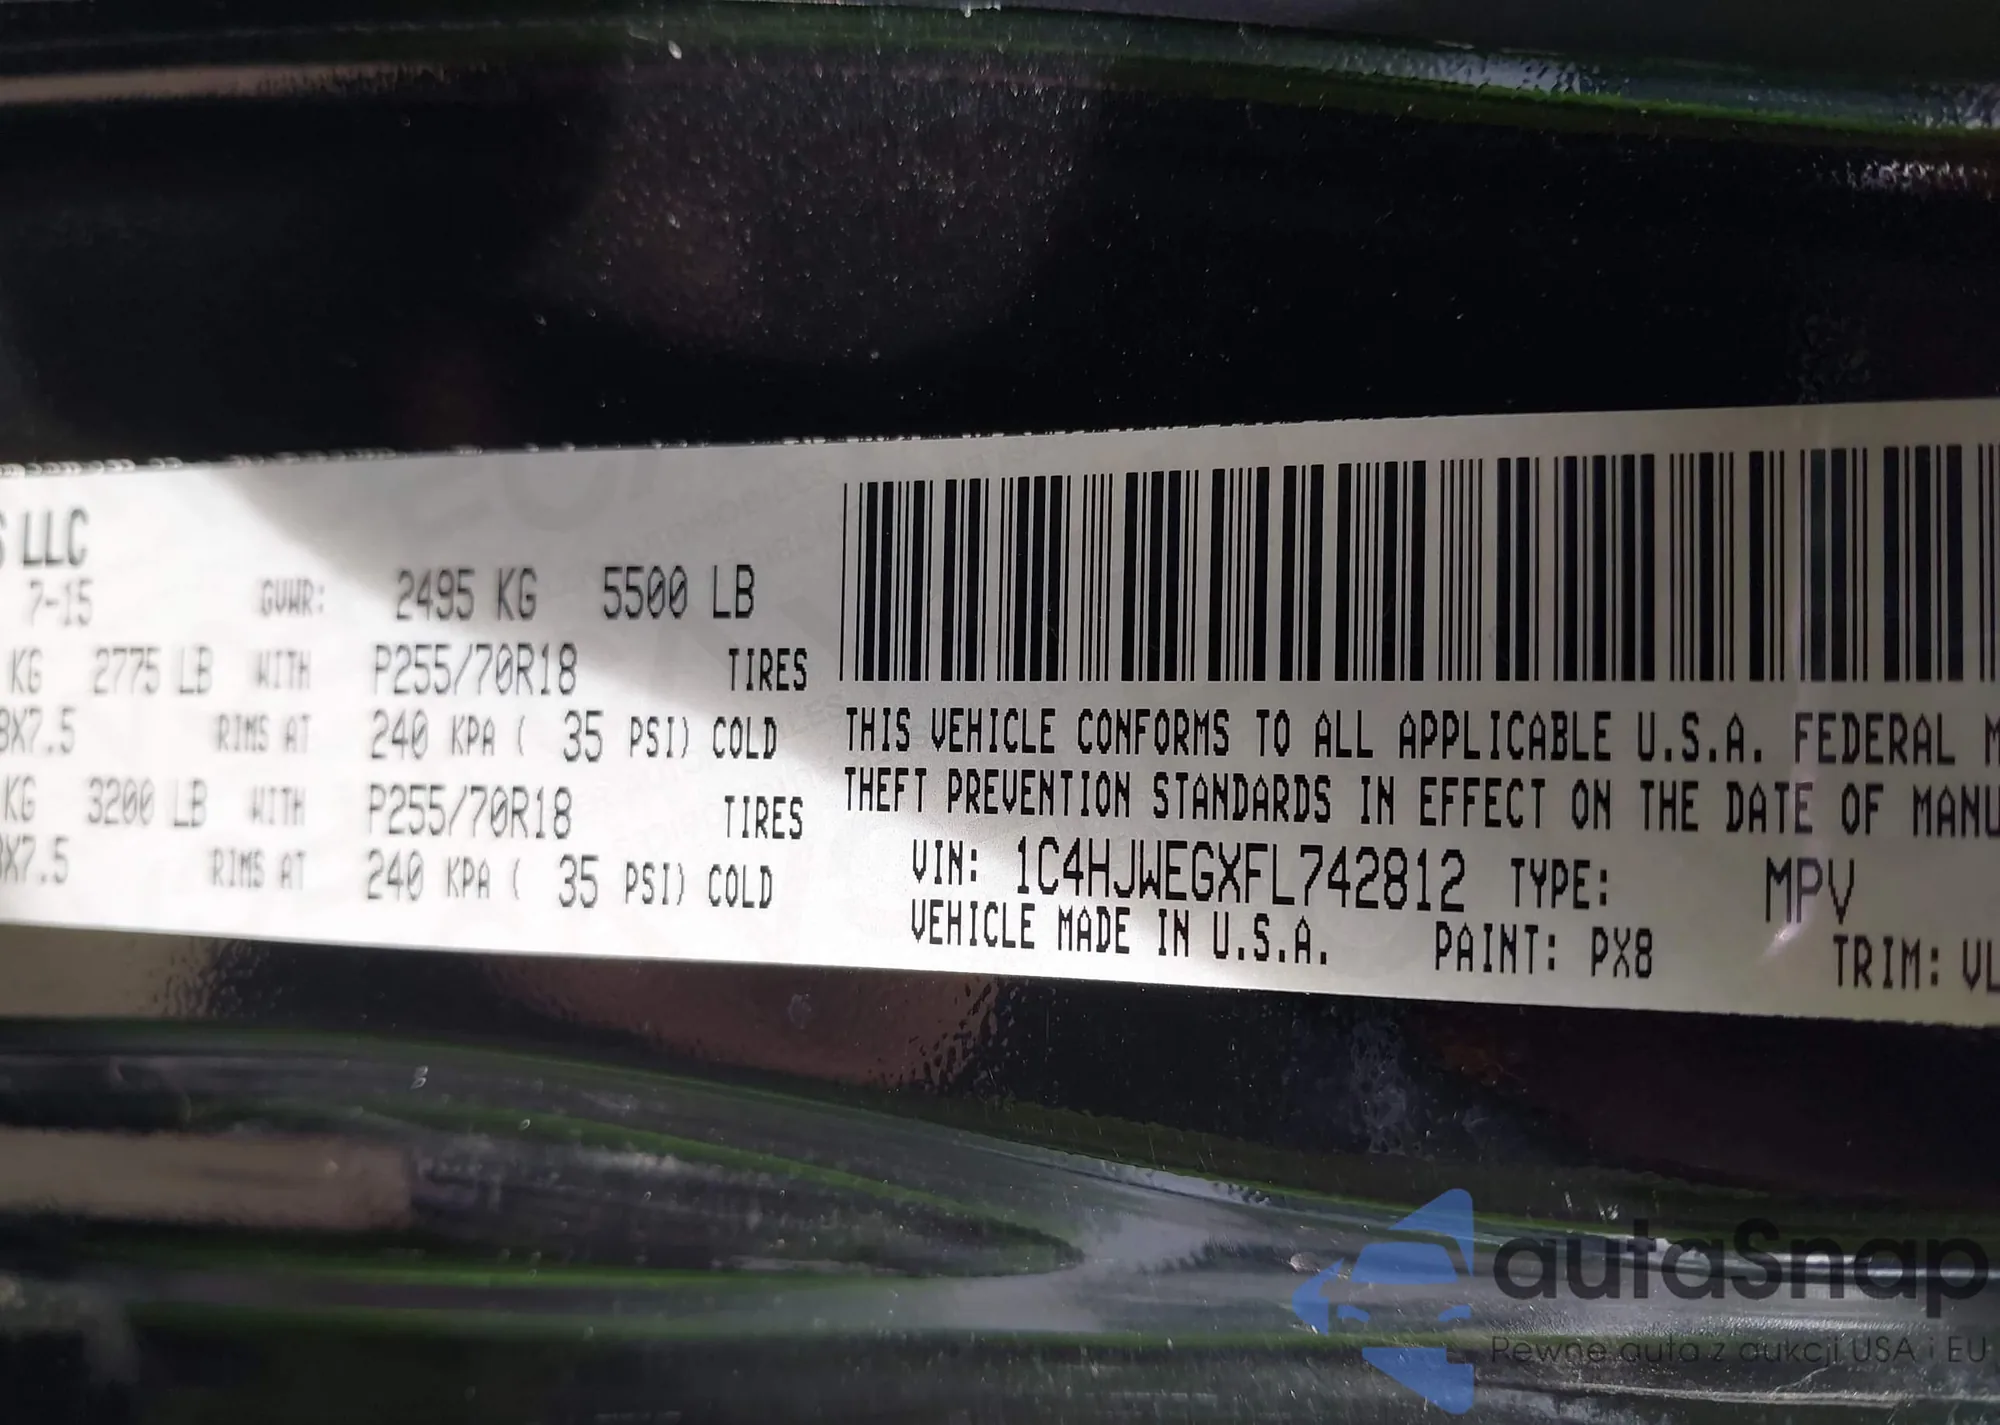 S LLC
7-15 GVWR: 2495 KG 5500 LB
KG 2775 LB WITH P255/70R18 TIRES
8X7.5 RIMS AT 240 KPA ( 35 PSI) COLD
KG 3200 LB WITH P255/70R18 TIRES
X7.5 RIMS AT 240 KPA ( 35 PSI) COLD
THIS VEHICLE CONFORMS TO ALL APPLICABLE U.S.A. FEDERAL M
THEFT PREVENTION STANDARDS IN EFFECT ON THE DATE OF MANU
VIN: 1C4HJWEGXFL742812 TYPE: MPV
VEHICLE MADE IN U.S.A. PAINT: PX8 TRIM: VL
autaSnap
Pewne auta z aukcji USA i EU